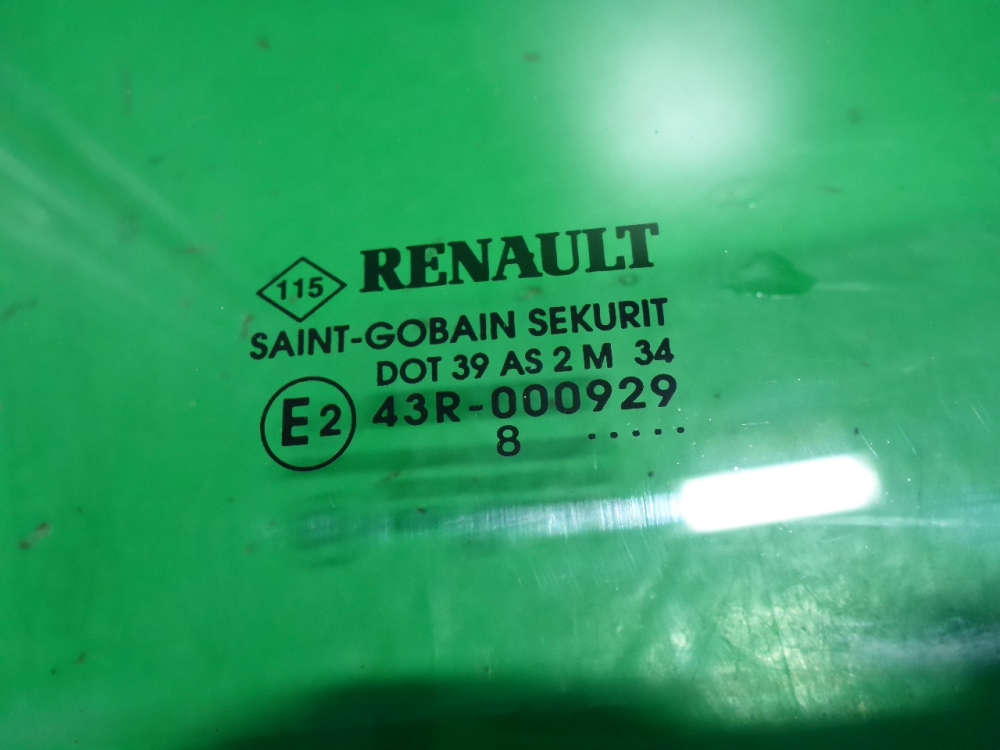 115 RENAULT
SAINT-GOBAIN SEKURIT
DOT 39 AS 2 M 34
E2 43R-000929
8 .....